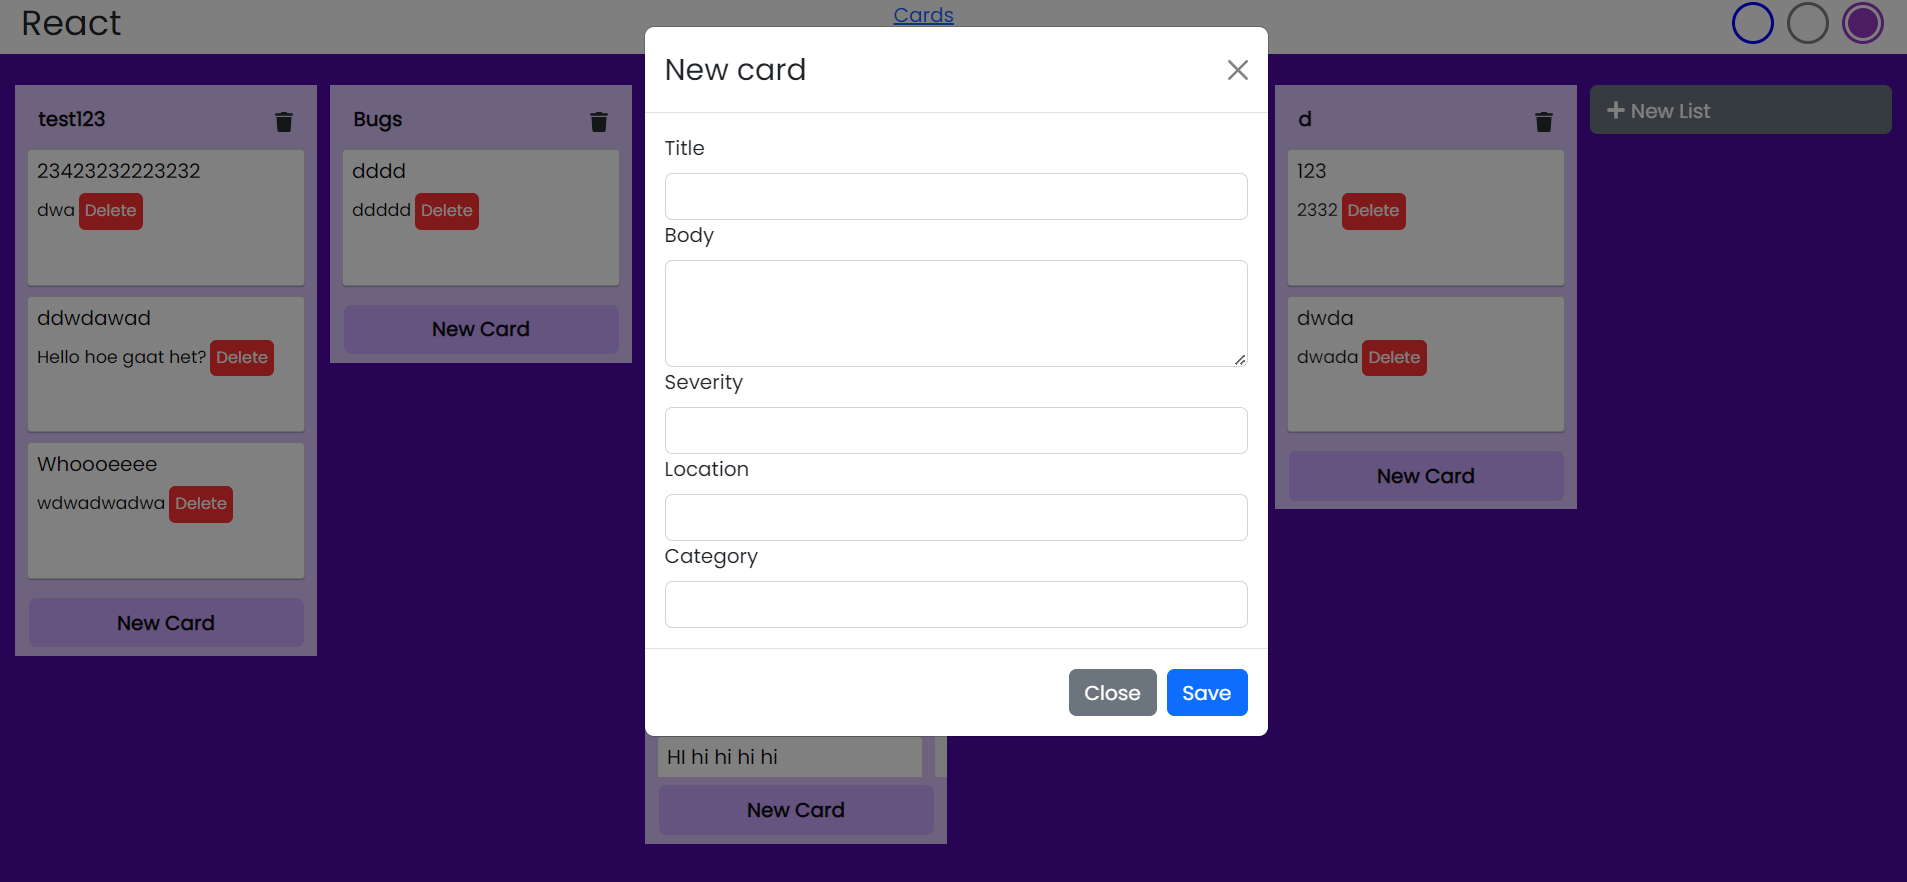 React
Cards
New card
Title
Body
Severity
Location
Category
Close
Save
test123
23423232223232
dwa Delete
ddwdawad
Hello hoe gaat het? Delete
Whoooeeee
wdwadwadwa Delete
New Card
Bugs
dddd
ddddd Delete
New Card
HI hi hi hi hi
New Card
d
123
2332 Delete
dwda
dwada Delete
New Card
New List